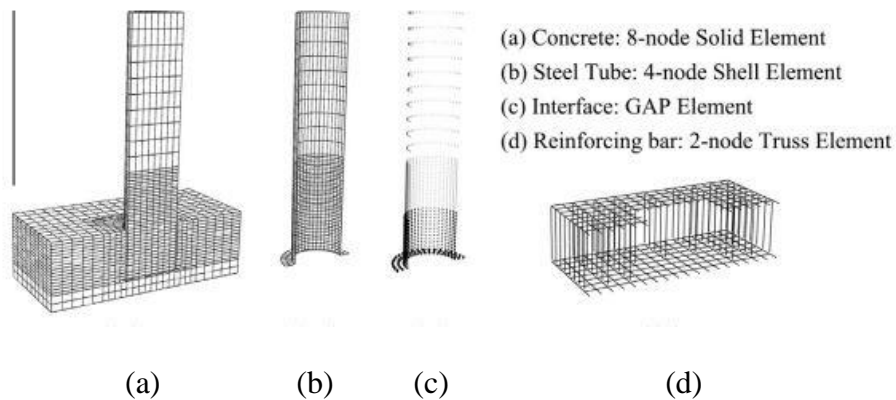 (a) Concrete: 8-node Solid Element
(b) Steel Tube: 4-node Shell Element
(c) Interface: GAP Element
(d) Reinforcing bar: 2-node Truss Element
(a) (b) (c) (d)